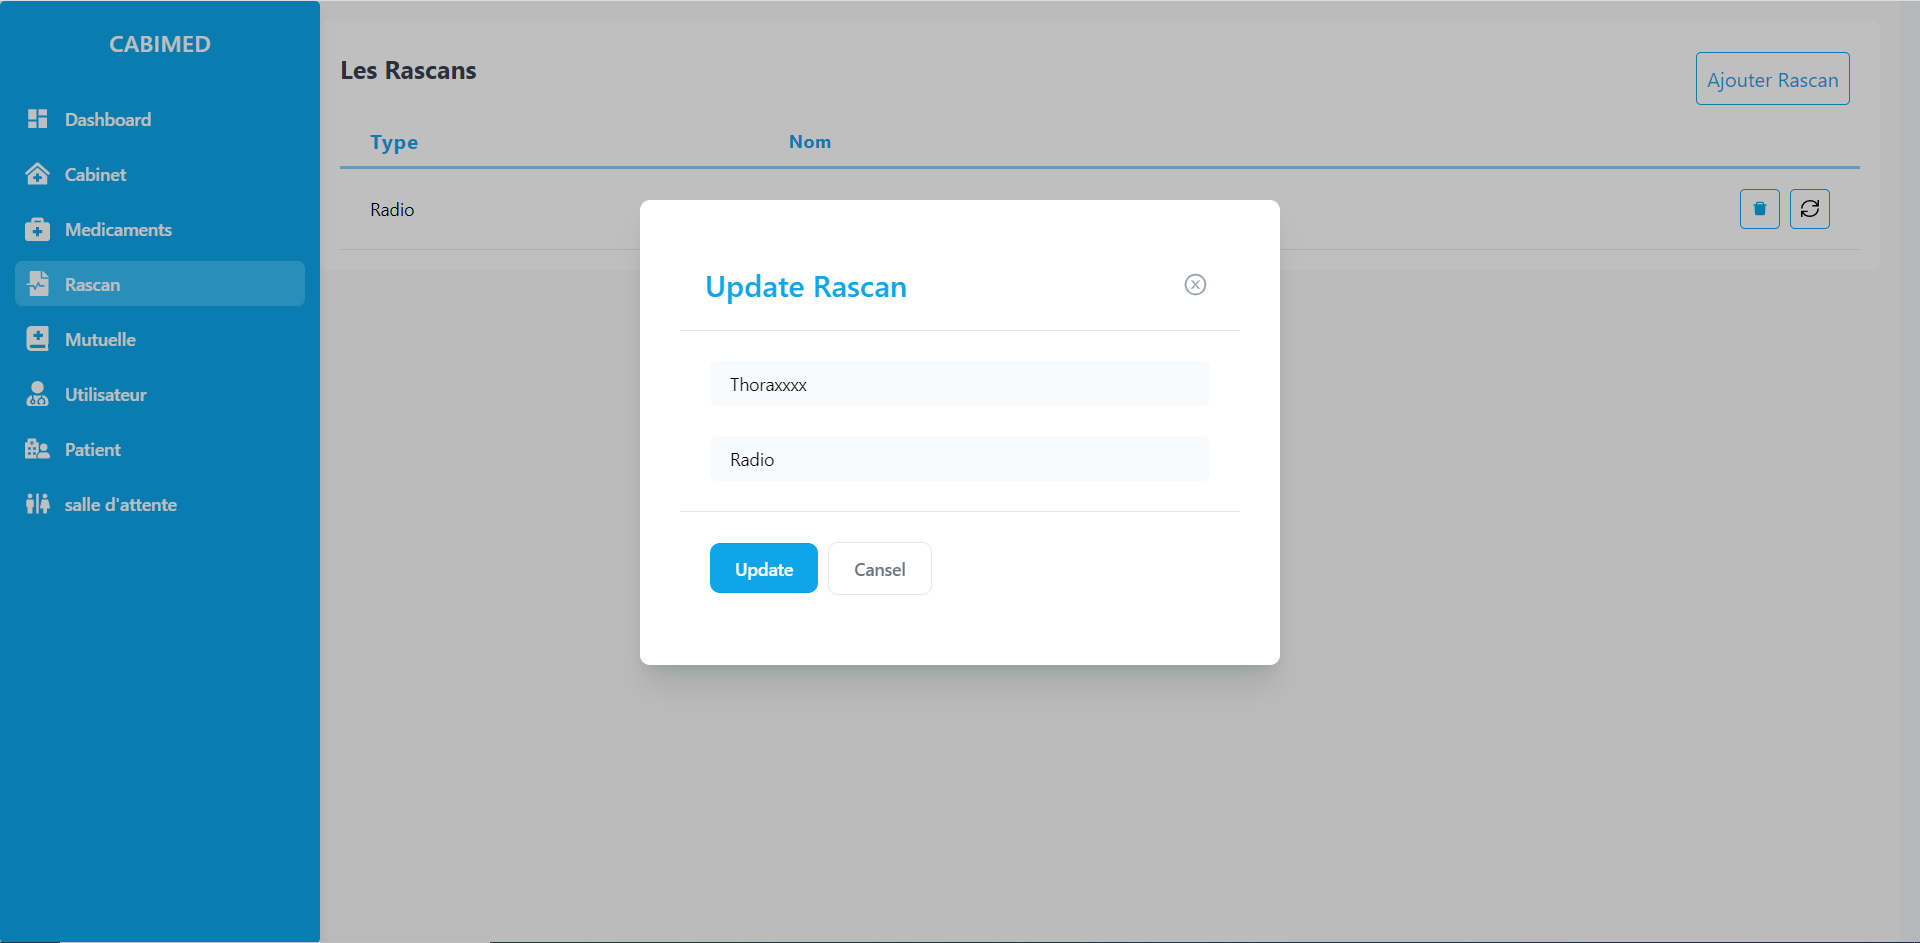 CABIMED
Dashboard
Cabinet
Medicaments
Rascan
Mutuelle
Utilisateur
Patient
salle d'attente
Les Rascans
Ajouter Rascan
Type Nom
Radio
Update Rascan
Thoraxxxx
Radio
Update Cansel